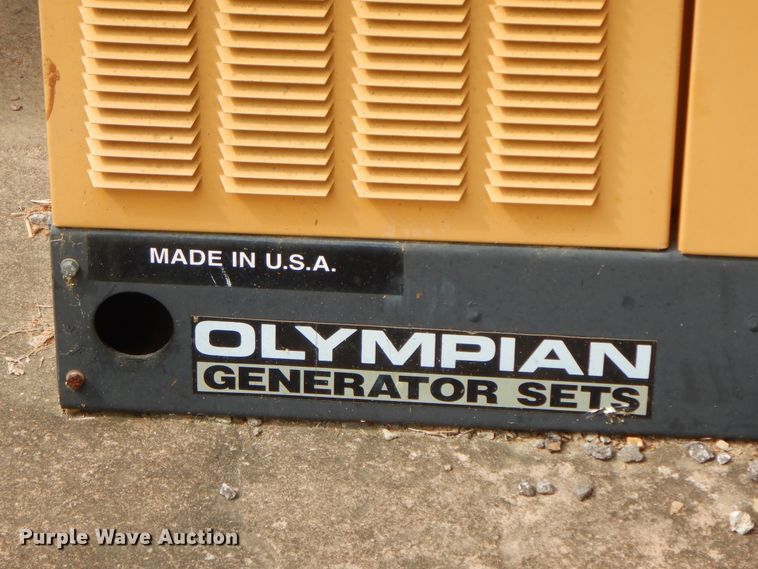 MADE IN U.S.A.
OLYMPIAN
GENERATOR SETS
Purple Wave Auction